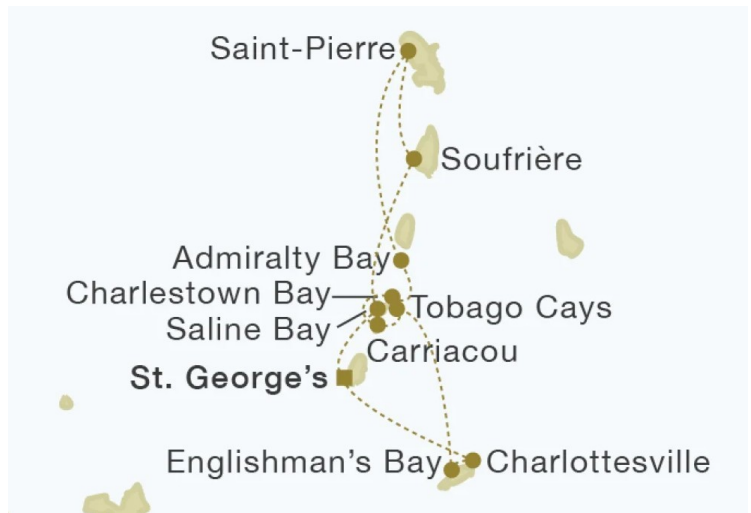 Saint-Pierre
Soufrière
Admiralty Bay
Charlestown Bay
Tobago Cays
Saline Bay
Carriacou
St. George's
Englishman's Bay
Charlottesville